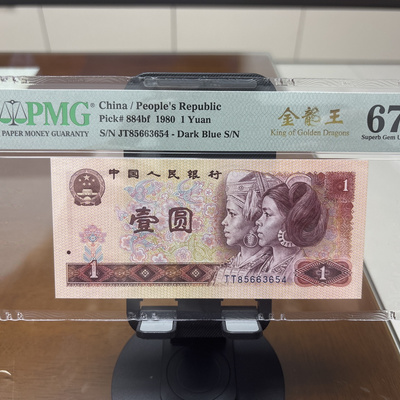 PMG
PAPER MONEY GUARANTY
China / People's Republic
Pick# 884bf 1980 1 Yuan
S/N JT85663654 - Dark Blue S/N
金龍王
King of Golden Dragons
67
Superb Gem U
中国人民银行
1
壹圆
1
JT85663654
1